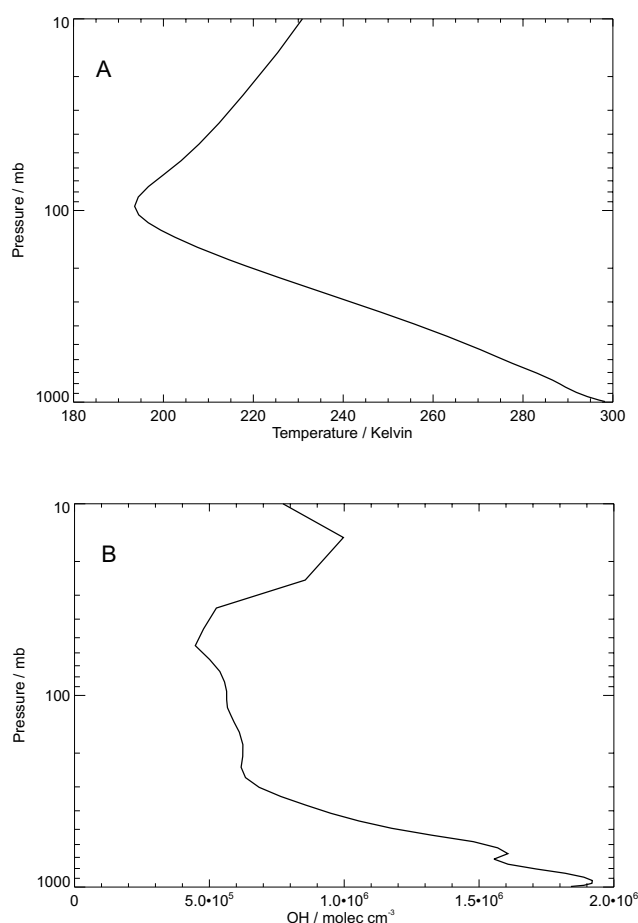 10
A
Pressure / mb
100
1000
180 200 220 240 260 280 300
Temperature / Kelvin
10
B
Pressure / mb
100
1000
0 5.0•10⁵ 1.0•10⁶ 1.5•10⁶ 2.0•10⁶
OH / molec cm⁻³